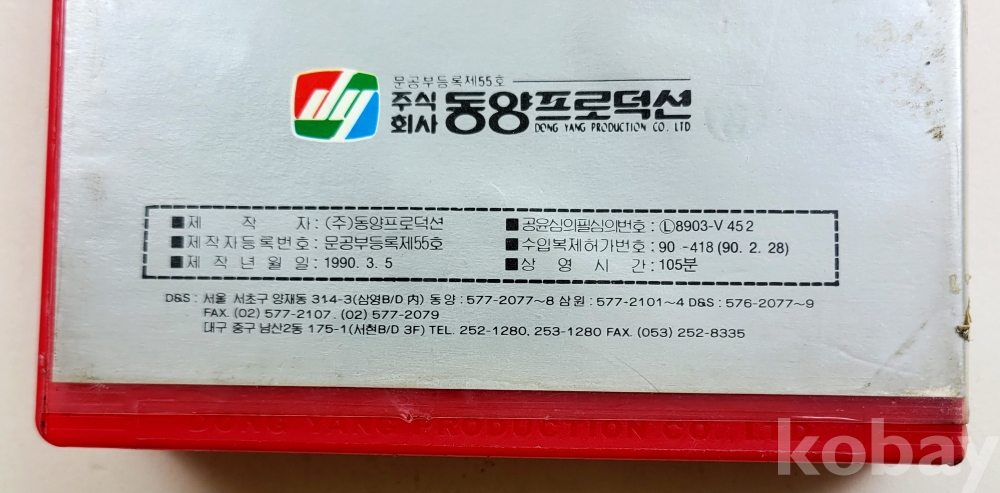 문공부등록제55호
dy 주식회사 동양프로덕션
DONG YANG PRODUCTION CO. LTD
■제작자 : (주)동양프로덕션 ■공윤심의필심의번호 : Ⓛ8903-V 452
■제작자등록번호 : 문공부등록제55호 ■수입복제허가번호 : 90 -418 (90. 2. 28)
■제작년월일 : 1990. 3. 5 ■상영시간 : 105분
D&S : 서울 서초구 양재동 314-3(삼영B/D 内) 동양 : 577-2077~8 삼원 : 577-2101~4 D&S : 576-2077~9
FAX. (02) 577-2107. (02) 577-2079
대구 중구 남산2동 175-1(서현B/D 3F) TEL. 252-1280, 253-1280 FAX. (053) 252-8335
DONG YANG PRODUCTION CO., LTD
kobay